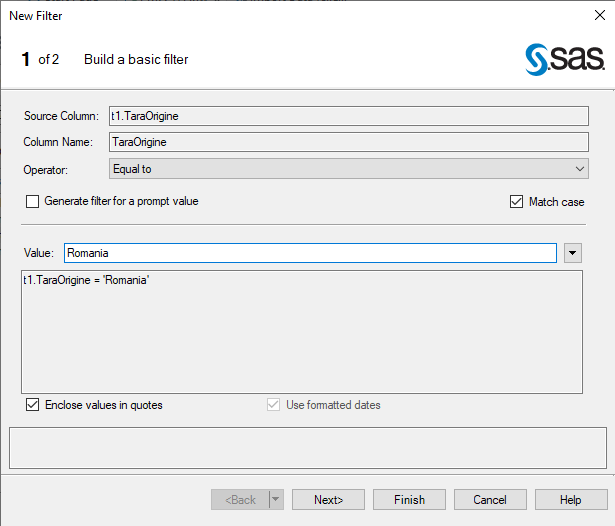 New Filter
1 of 2 Build a basic filter
sas
Source Column: t1.TaraOrigine
Column Name: TaraOrigine
Operator: Equal to
Generate filter for a prompt value Match case
Value: Romania
t1.TaraOrigine = 'Romania'
Enclose values in quotes Use formatted dates
<Back Next> Finish Cancel Help